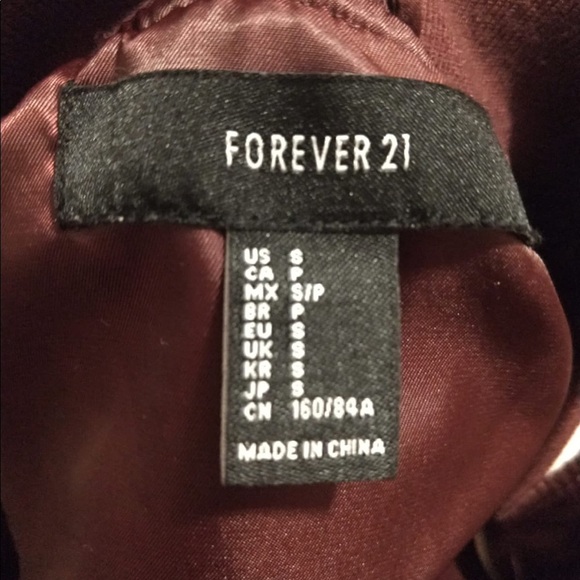 FOREVER 21
US S
CA P
MX S/P
BR P
EU S
UK S
KR S
JP S
CN 160/84A
MADE IN CHINA